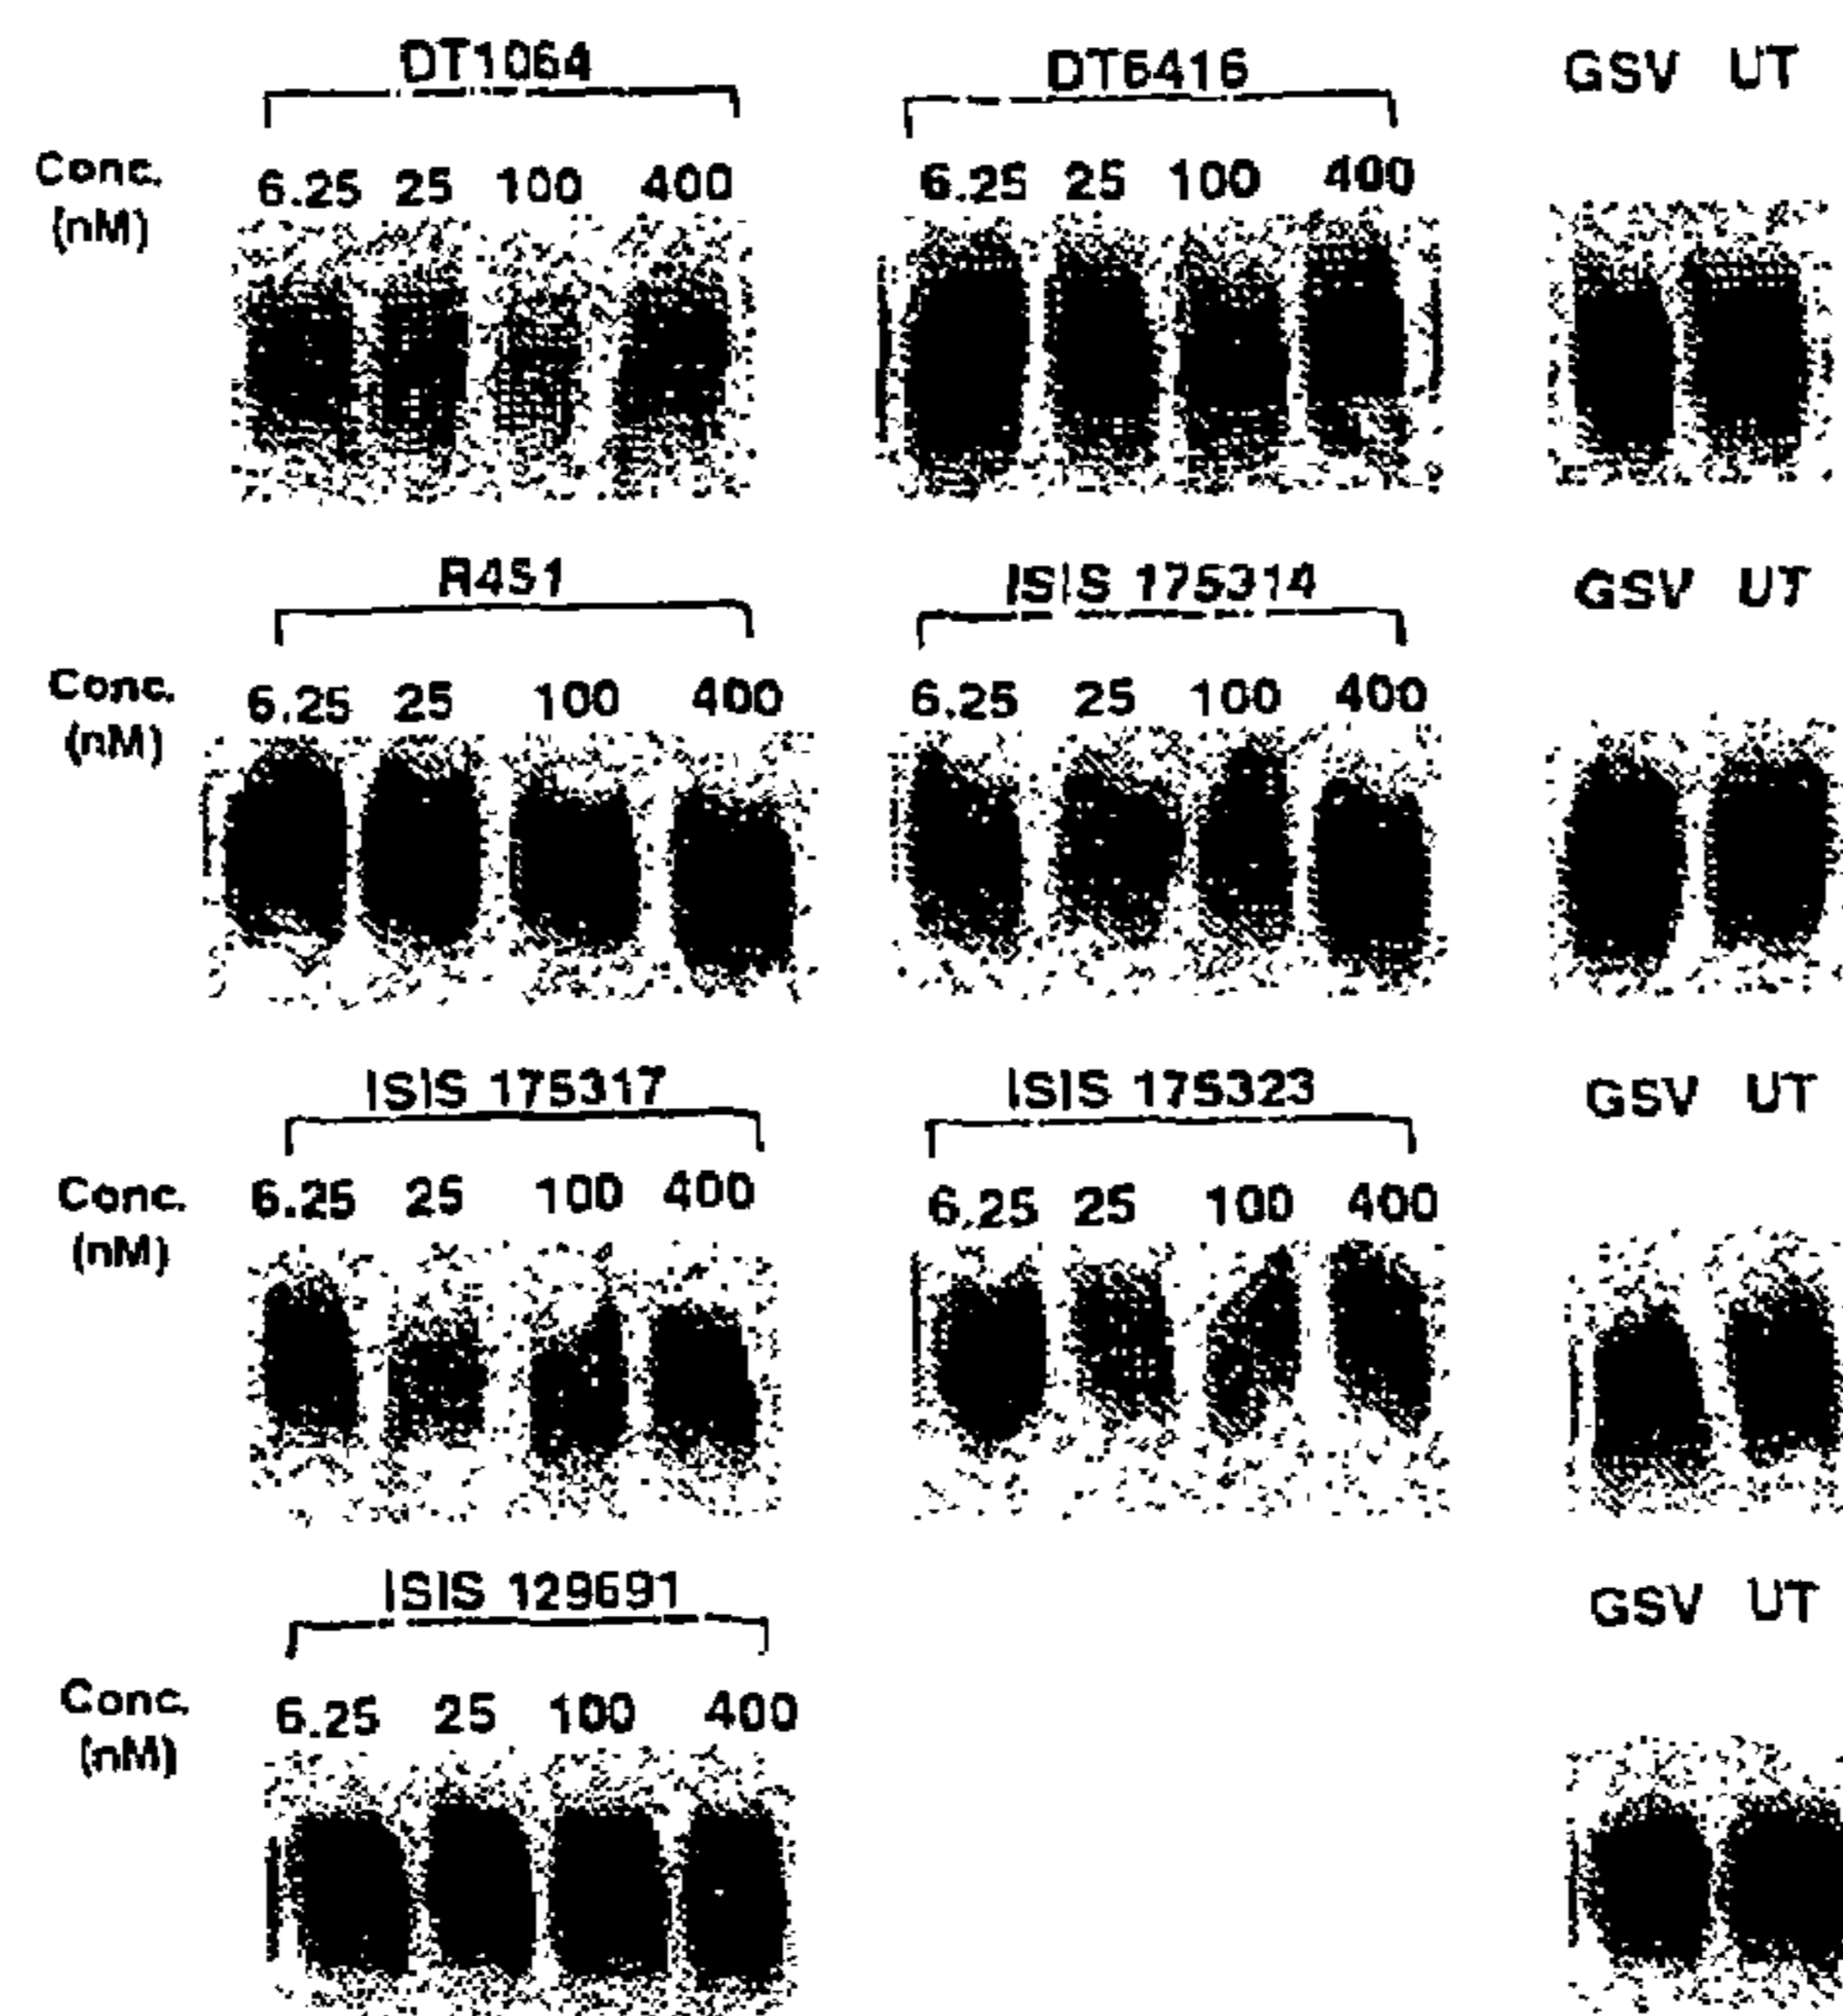 DT1064 DT6416 GSV UT
Conc. (nM) 6.25 25 100 400 6.25 25 100 400
R451 ISIS 175314 GSV UT
Conc. (nM) 6.25 25 100 400 6.25 25 100 400
ISIS 175317 ISIS 175323 GSV UT
Conc. (nM) 6.25 25 100 400 6.25 25 100 400
ISIS 129691 GSV UT
Conc. (nM) 6.25 25 100 400